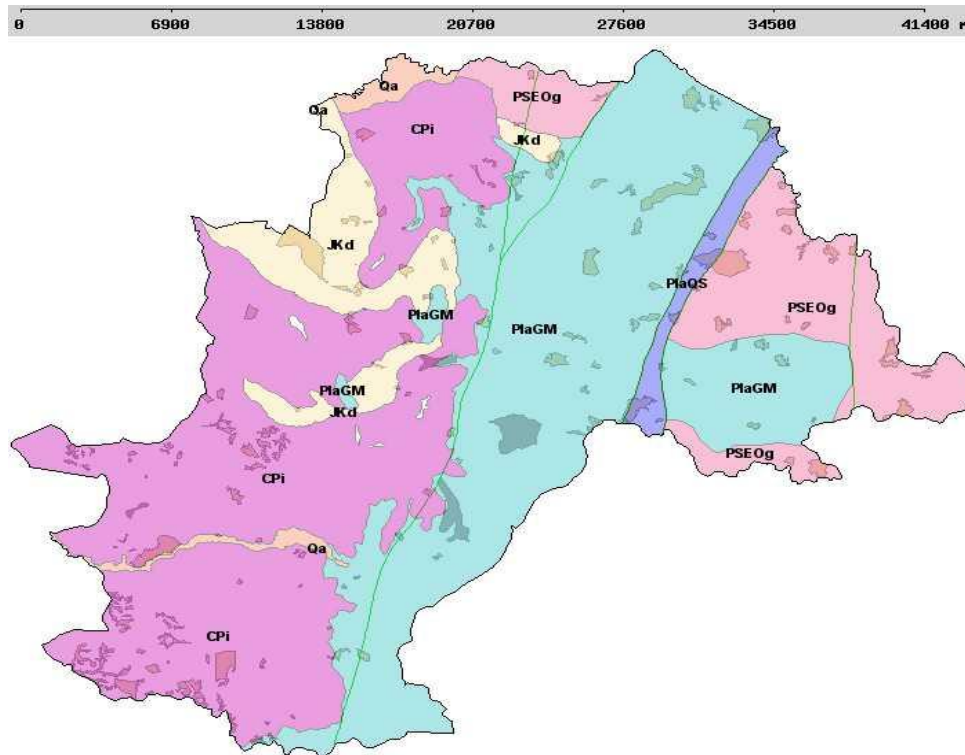 0 6900 13800 20700 27600 34500 41400
Qa
PSEOg
Qa
CPi
JKd
JKd
PlaQS
PSEOg
PlaGM
PlaGM
PlaGM
PlaGM
JKd
PSEOg
CPi
Qa
CPi